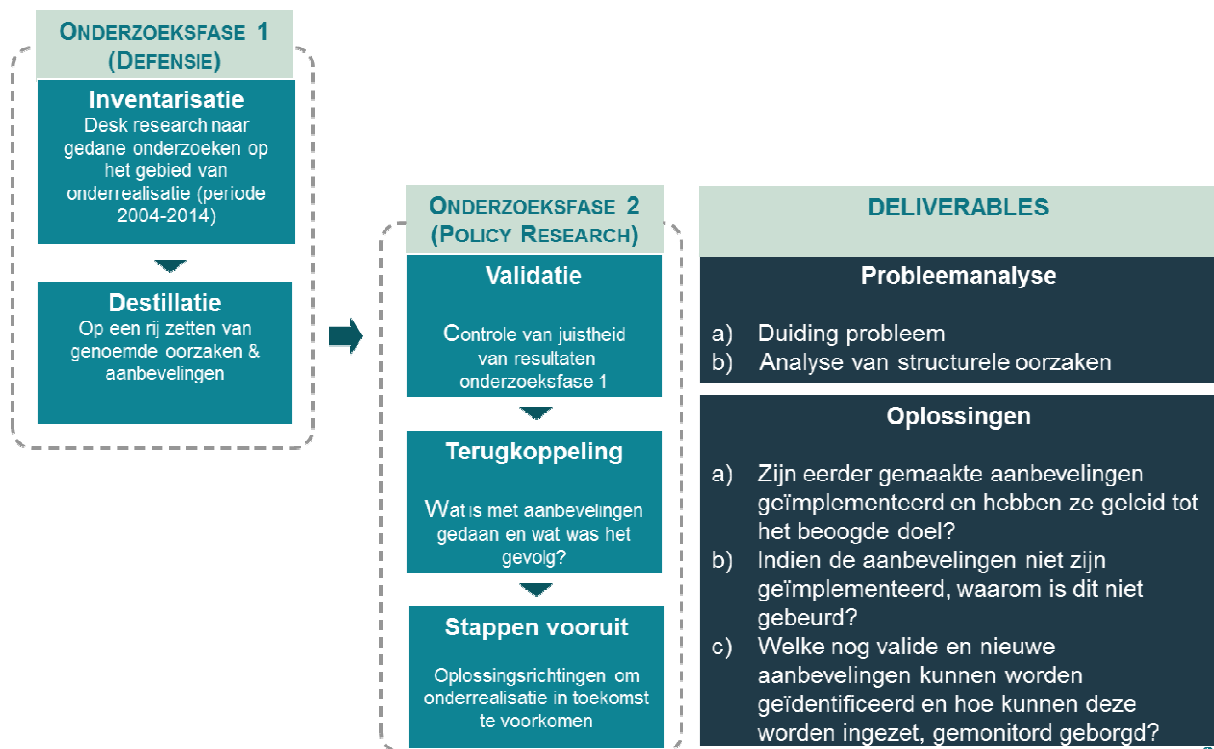 ONDERZOEKSFASE 1
(DEFENSIE)
Inventarisatie
Desk research naar
gedane onderzoeken op
het gebied van
onderrealisatie (periode
2004-2014)
Destillatie
Op een rij zetten van
genoemde oorzaken &
aanbevelingen
ONDERZOEKSFASE 2
(POLICY RESEARCH)
Validatie
Controle van juistheid
van resultaten
onderzoeksfase 1
Terugkoppeling
Wat is met aanbevelingen
gedaan en wat was het
gevolg?
Stappen vooruit
Oplossingsrichtingen om
onderrealisatie in toekomst
te voorkomen
DELIVERABLES
Probleemanalyse
a) Duiding probleem
b) Analyse van structurele oorzaken
Oplossingen
a) Zijn eerder gemaakte aanbevelingen
geïmplementeerd en hebben ze geleid tot
het beoogde doel?
b) Indien de aanbevelingen niet zijn
geïmplementeerd, waarom is dit niet
gebeurd?
c) Welke nog valide en nieuwe
aanbevelingen kunnen worden
geïdentificeerd en hoe kunnen deze
worden ingezet, gemonitord geborgd?